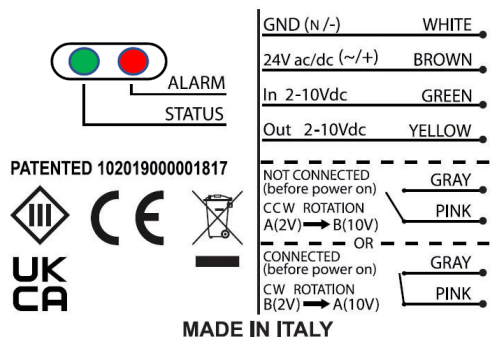 ALARM
STATUS
PATENTED 102019000001817
III
CE
UK
CA
GND (N /-) WHITE
24V ac/dc (~/+) BROWN
In 2-10Vdc GREEN
Out 2-10Vdc YELLOW
NOT CONNECTED
(before power on)
GRAY
CCW ROTATION
PINK
A(2V) ➞ B(10V)
OR
CONNECTED
(before power on)
GRAY
CW ROTATION
PINK
B(2V) ➞ A(10V)
MADE IN ITALY